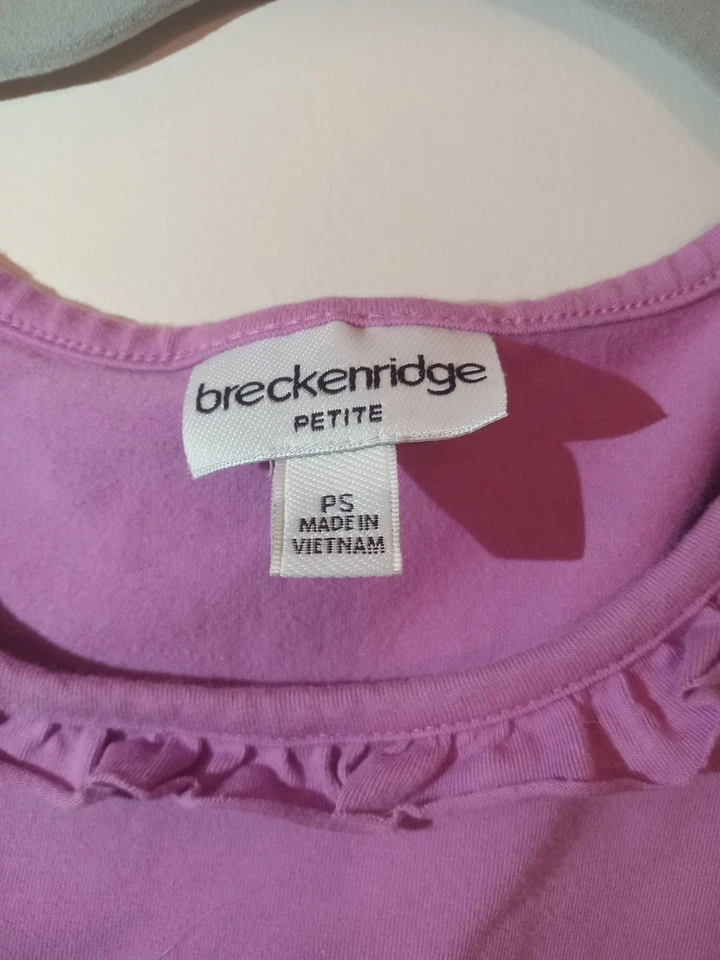 breckenridge
PETITE
PS
MADE IN
VIETNAM